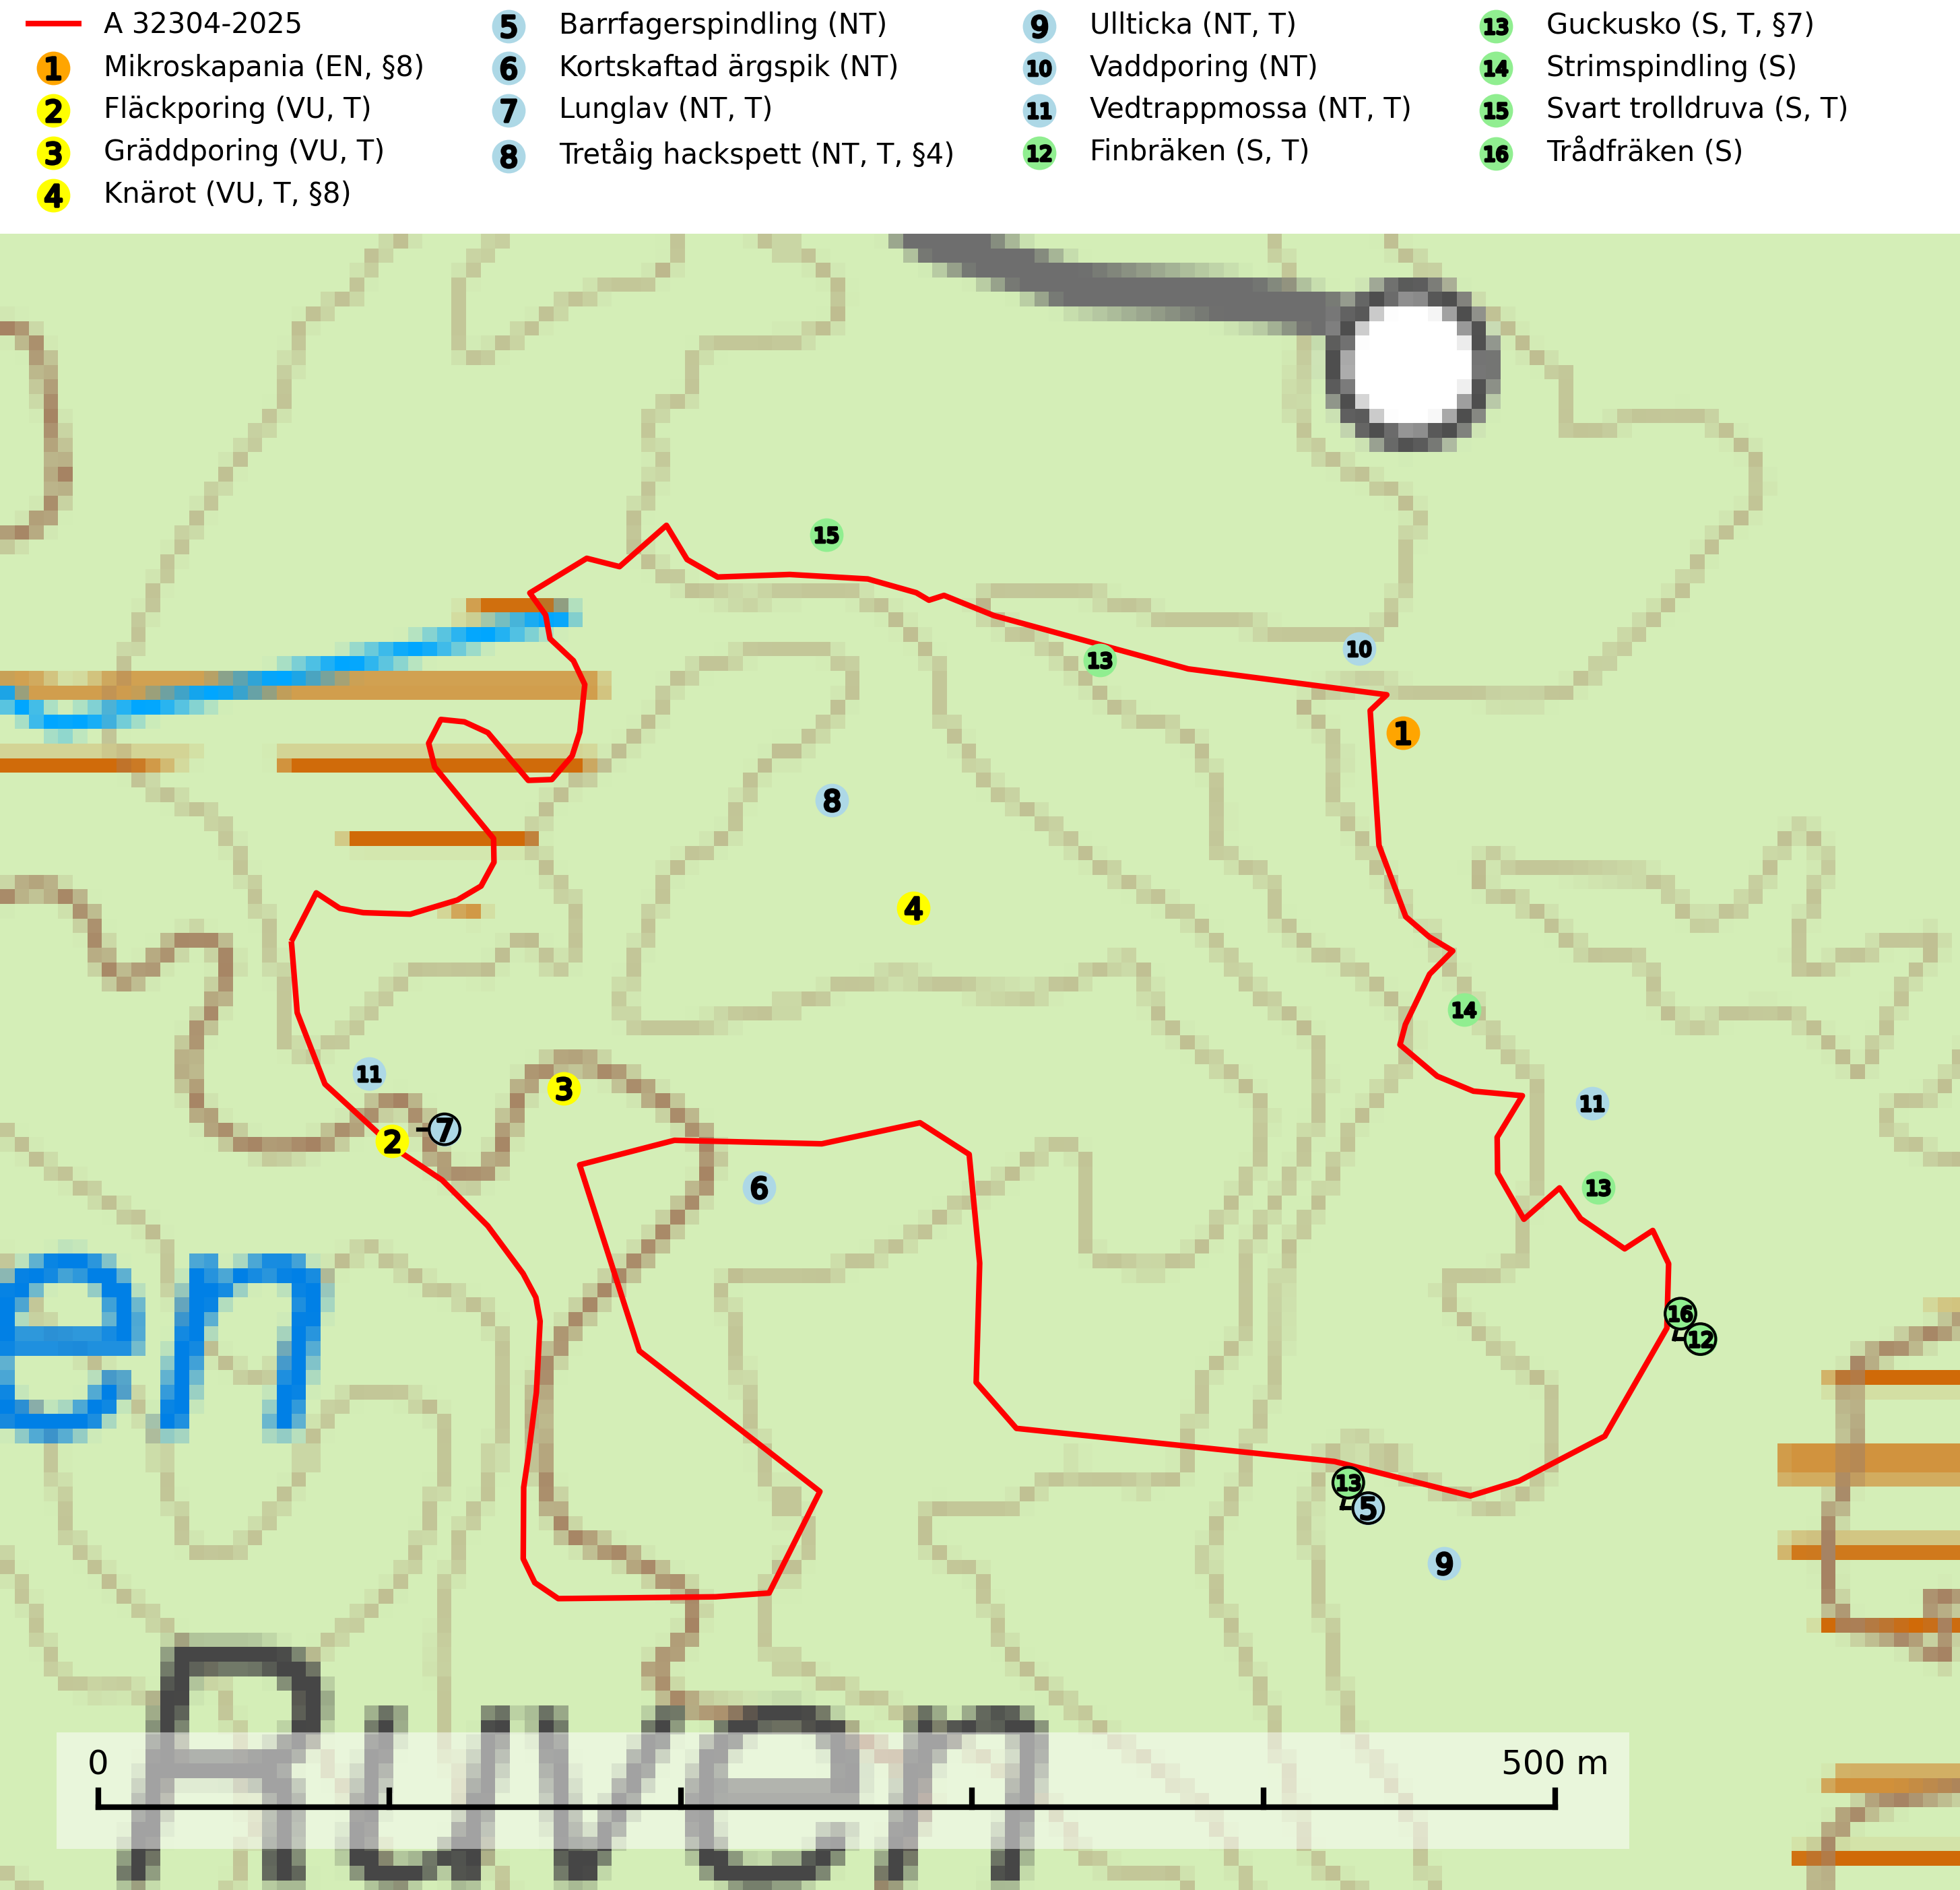 A 32304-2025
1 Mikroskapania (EN, §8)
2 Fläckporing (VU, T)
3 Gräddporing (VU, T)
4 Knärot (VU, T, §8)
5 Barrfagerspindling (NT)
6 Kortskaftad ärgspik (NT)
7 Lunglav (NT, T)
8 Tretåig hackspett (NT, T, §4)
9 Ullticka (NT, T)
10 Vaddporing (NT)
11 Vedtrappmossa (NT, T)
12 Finbräken (S, T)
13 Guckusko (S, T, §7)
14 Strimspindling (S)
15 Svart trolldruva (S, T)
16 Trådfräken (S)
15
13
10
1
8
4
14
11
3
11
7
2
6
13
16
12
en
13
5
9
Ruven
0 500 m